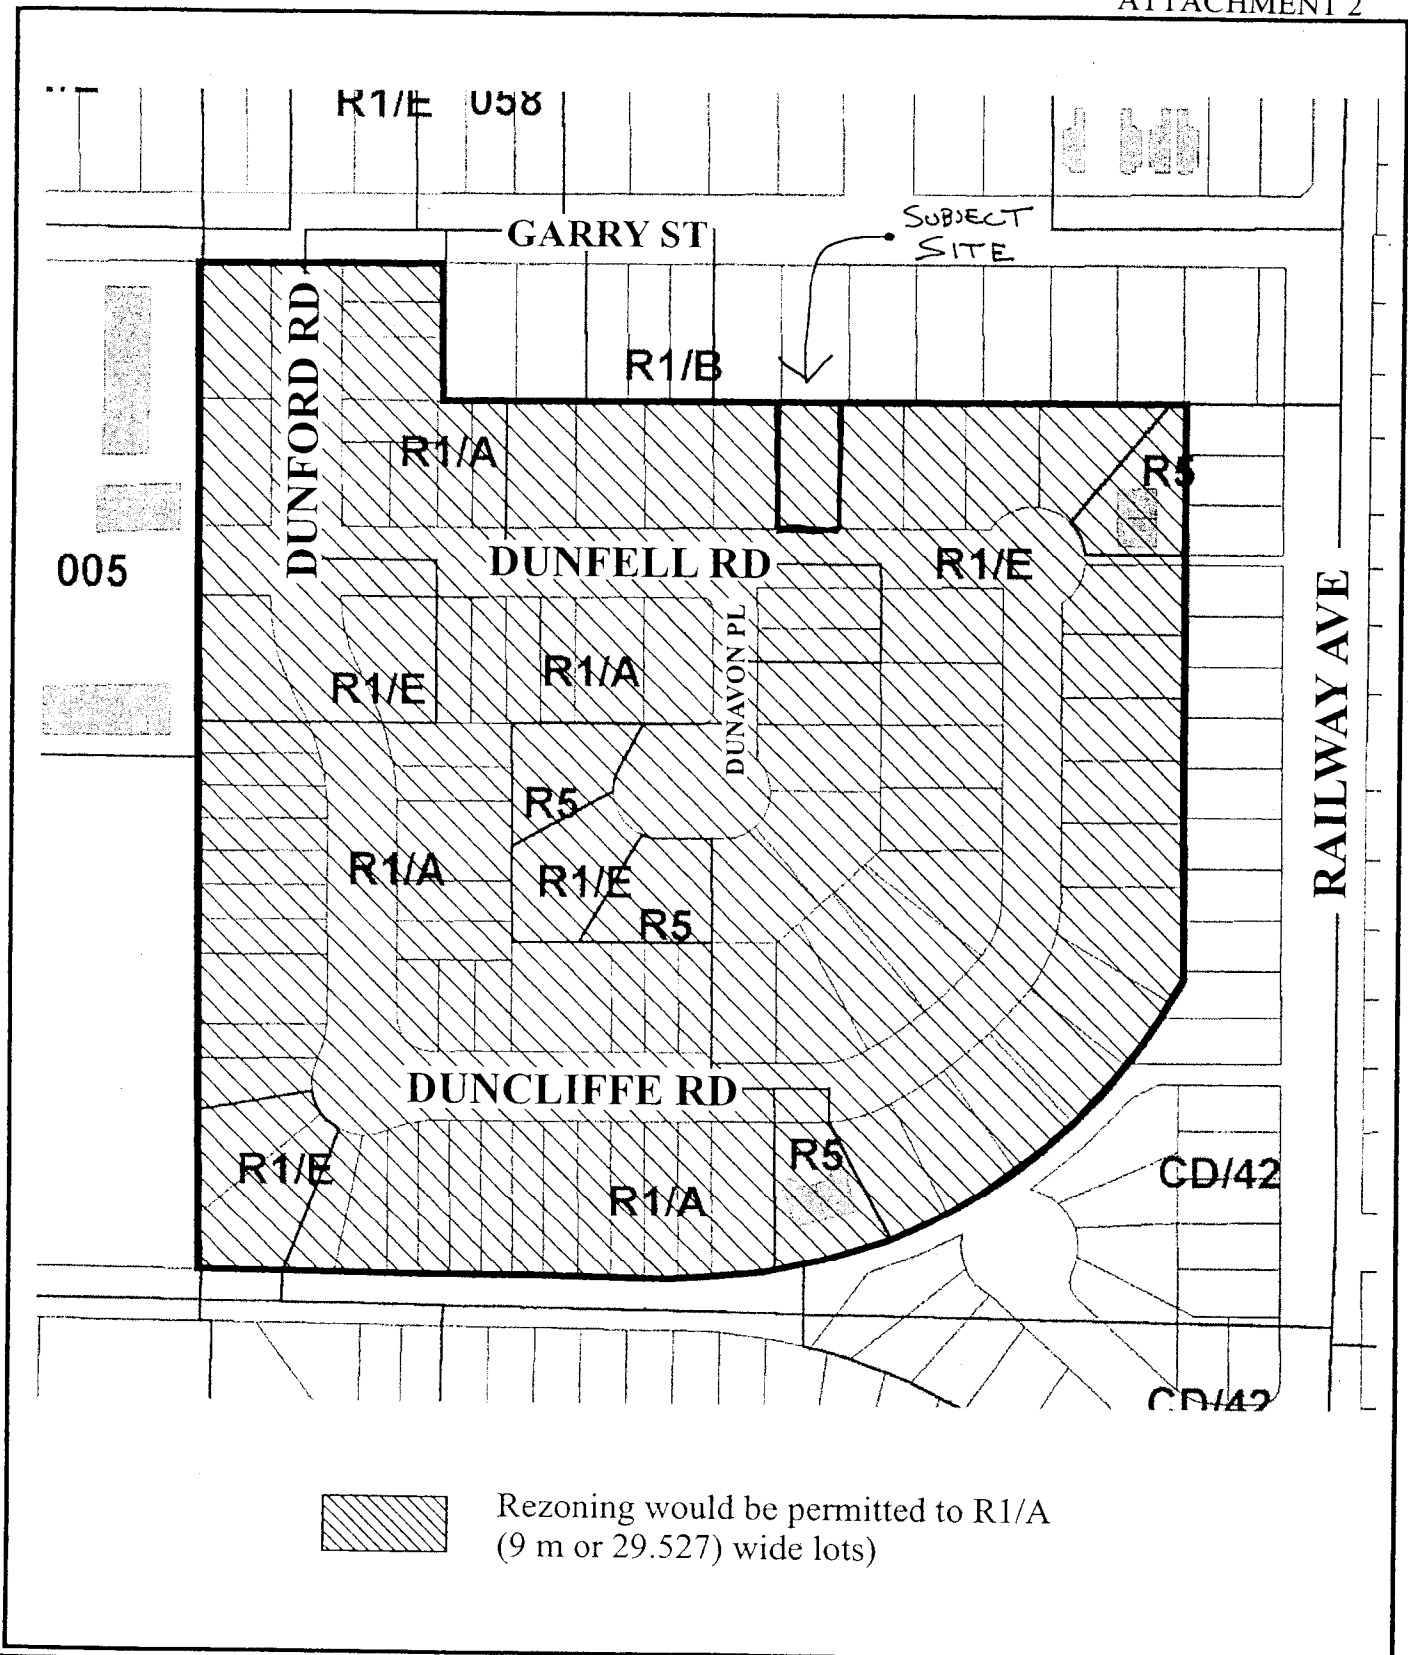 ATTACHMENT 2
R1/E 058
GARRY ST
SUBJECT
SITE
DUNFORD RD
R1/B
R1/A
R5
005
DUNFELL RD
R1/E
RAILWAY AVE
DUNAVON PL
R1/A
R1/E
R5
R1/A
R1/E
R5
DUNCLIFFE RD
R1/E
R5
R1/A
CD/42
CD/42
Rezoning would be permitted to R1/A
(9 m or 29.527) wide lots)